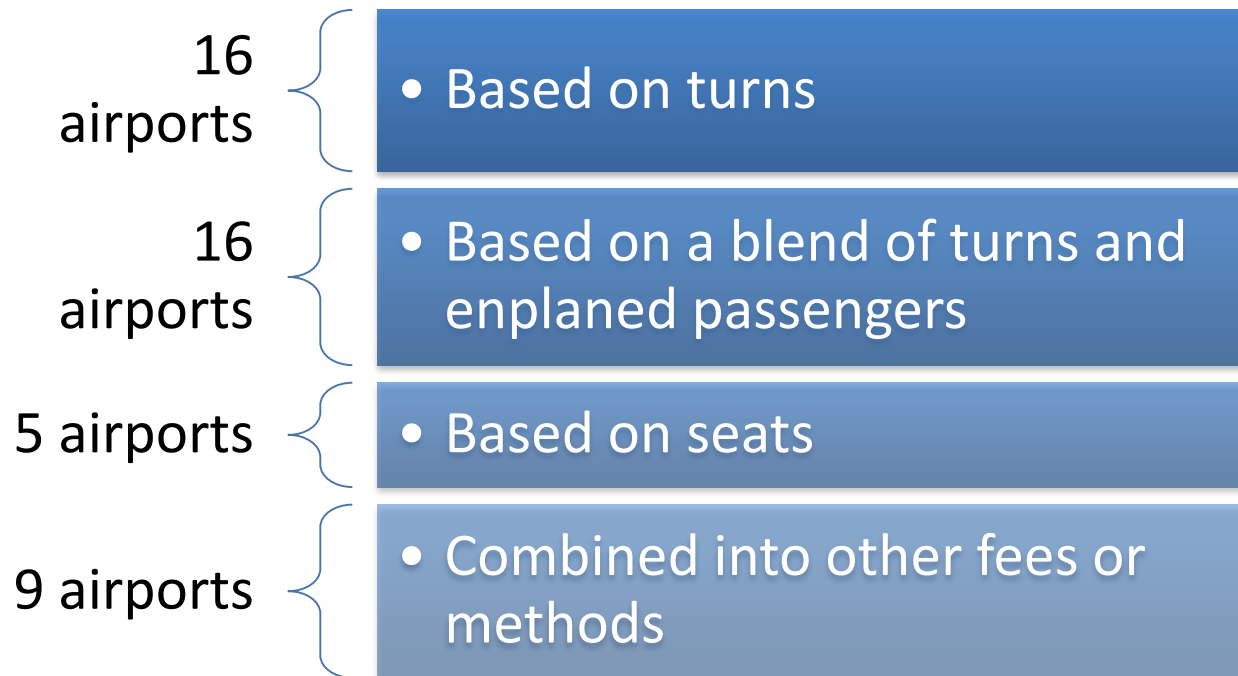 16
airports
• Based on turns
16
airports
• Based on a blend of turns and
enplaned passengers
5 airports
• Based on seats
9 airports
• Combined into other fees or
methods